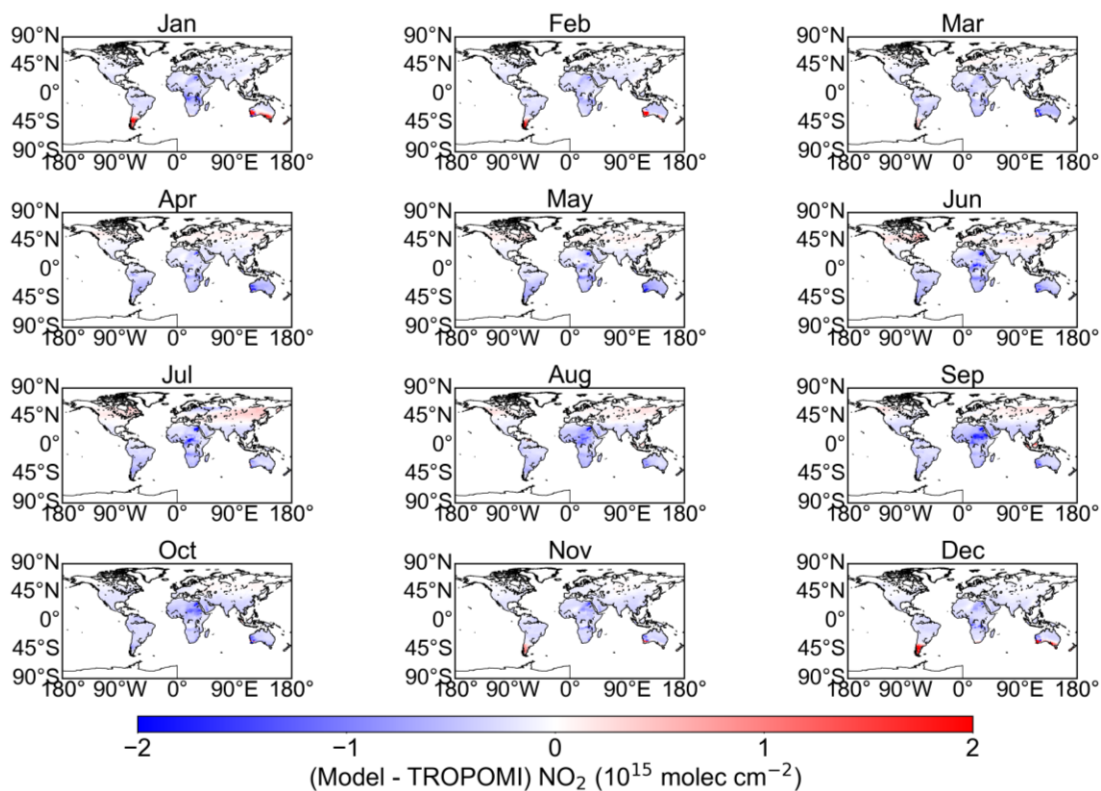 Jan Feb Mar
90°N 90°N 90°N
45°N 45°N 45°N
0° 0° 0°
45°S 45°S 45°S
90°S 90°S 90°S
180° 90°W 0° 90°E 180° 180° 90°W 0° 90°E 180° 180° 90°W 0° 90°E 180°
Apr May Jun
90°N 90°N 90°N
45°N 45°N 45°N
0° 0° 0°
45°S 45°S 45°S
90°S 90°S 90°S
180° 90°W 0° 90°E 180° 180° 90°W 0° 90°E 180° 180° 90°W 0° 90°E 180°
Jul Aug Sep
90°N 90°N 90°N
45°N 45°N 45°N
0° 0° 0°
45°S 45°S 45°S
90°S 90°S 90°S
180° 90°W 0° 90°E 180° 180° 90°W 0° 90°E 180° 180° 90°W 0° 90°E 180°
Oct Nov Dec
90°N 90°N 90°N
45°N 45°N 45°N
0° 0° 0°
45°S 45°S 45°S
90°S 90°S 90°S
180° 90°W 0° 90°E 180° 180° 90°W 0° 90°E 180° 180° 90°W 0° 90°E 180°
−2 −1 0 1 2
(Model - TROPOMI) NO₂ (10¹⁵ molec cm⁻²)